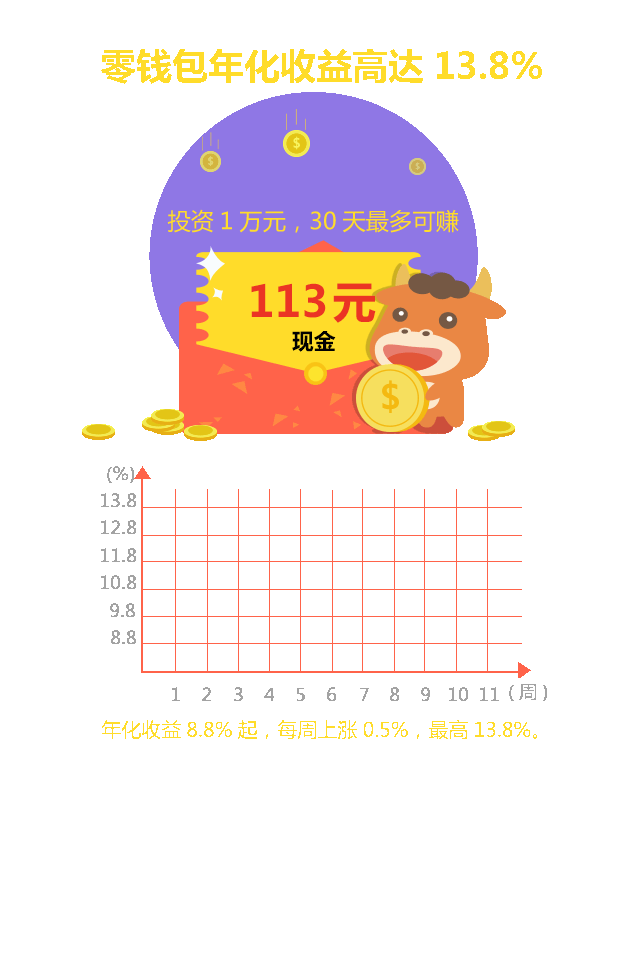 零钱包年化收益高达 13.8%
投资 1 万元，30 天最多可赚
113元
现金
$
(%)
13.8
12.8
11.8
10.8
9.8
8.8
1 2 3 4 5 6 7 8 9 10 11 (周)
年化收益 8.8% 起，每周上涨 0.5%，最高 13.8%。